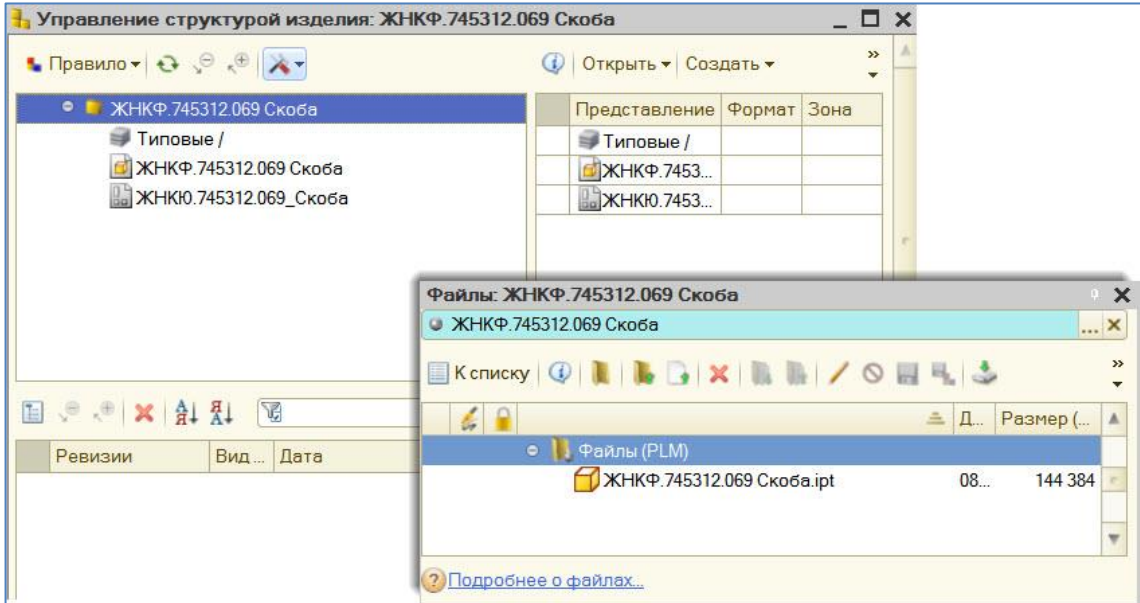 Управление структурой изделия: ЖНКФ.745312.069 Скоба
Правило
Открыть Создать
ЖНКФ.745312.069 Скоба
Типовые /
ЖНКФ.745312.069 Скоба
ЖНКЮ.745312.069_Скоба
Представление Формат Зона
Типовые /
ЖНКФ.7453...
ЖНКЮ.7453...
Ревизии Вид ... Дата
Файлы: ЖНКФ.745312.069 Скоба
ЖНКФ.745312.069 Скоба
К списку
Д... Размер (...
Файлы (PLM)
ЖНКФ.745312.069 Скоба.ipt 08... 144 384
Подробнее о файлах...